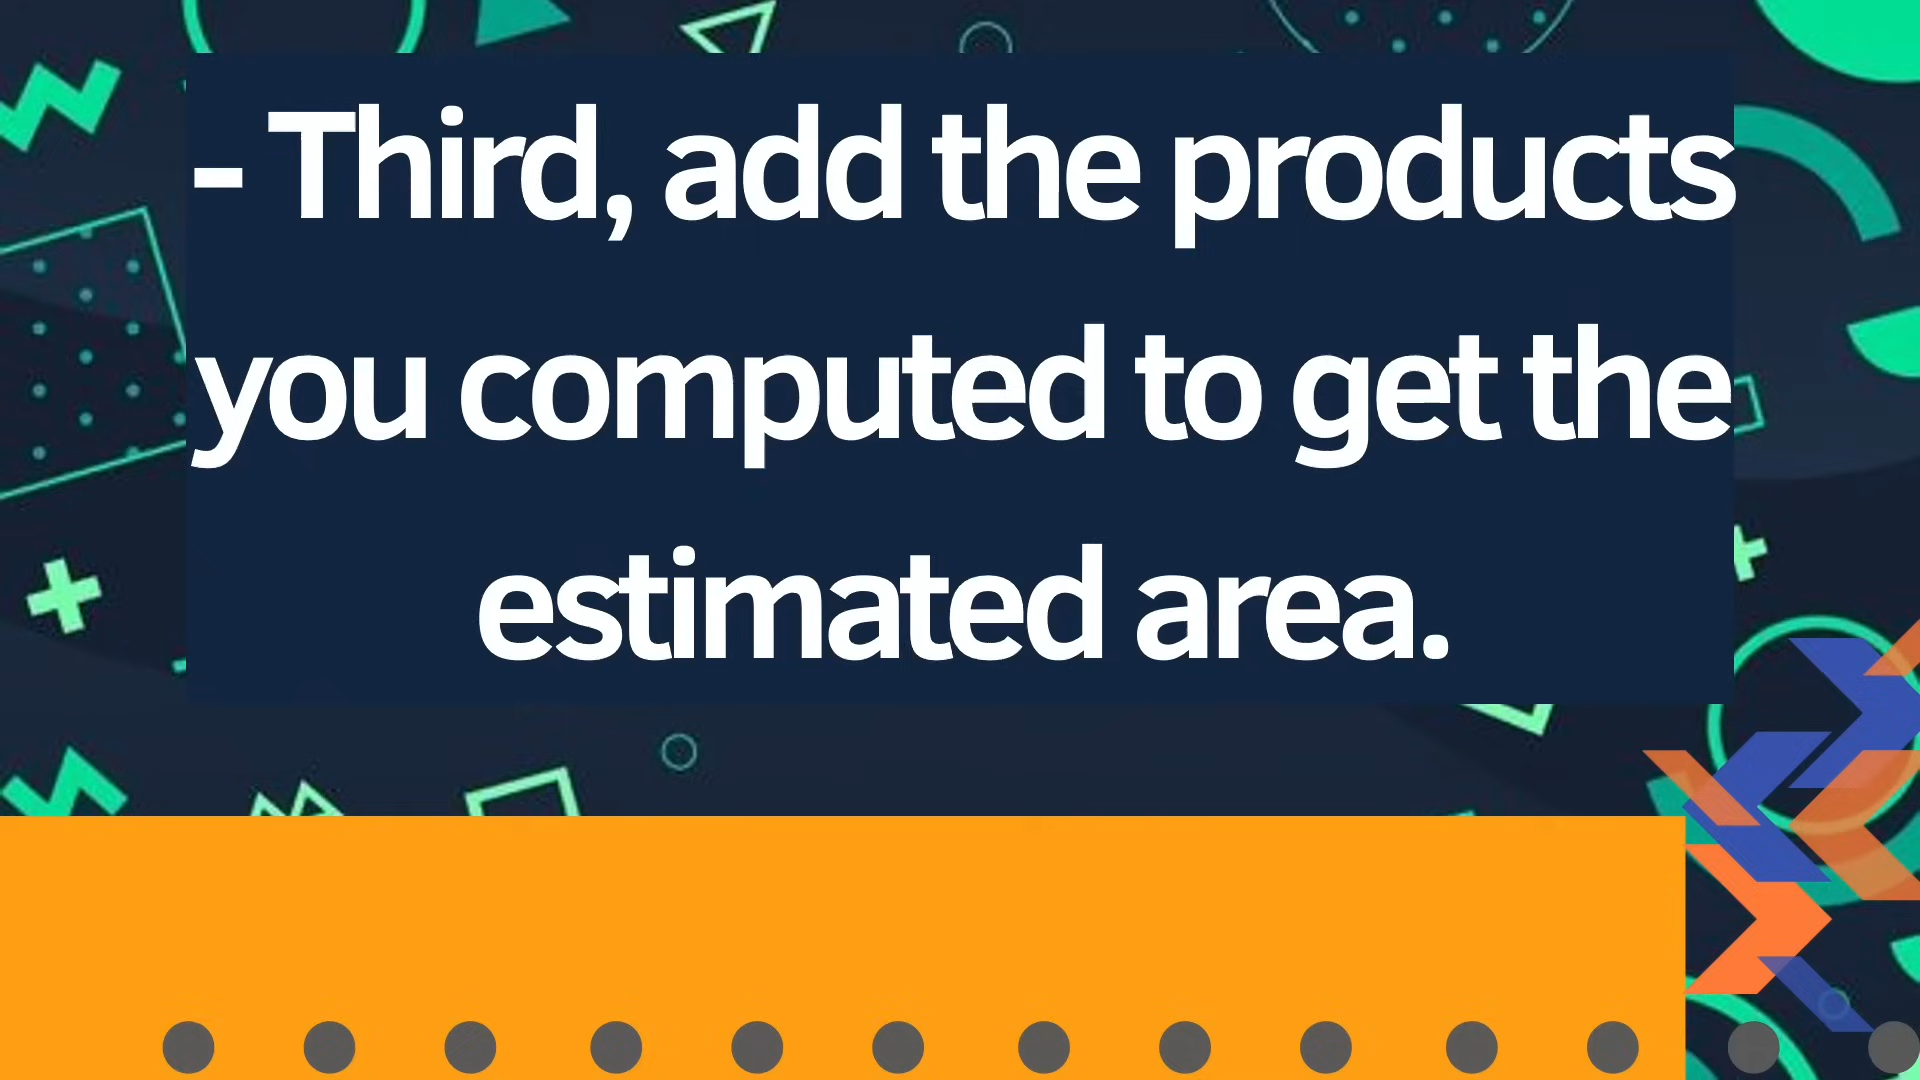 - Third, add the products
you computed to get the
estimated area.